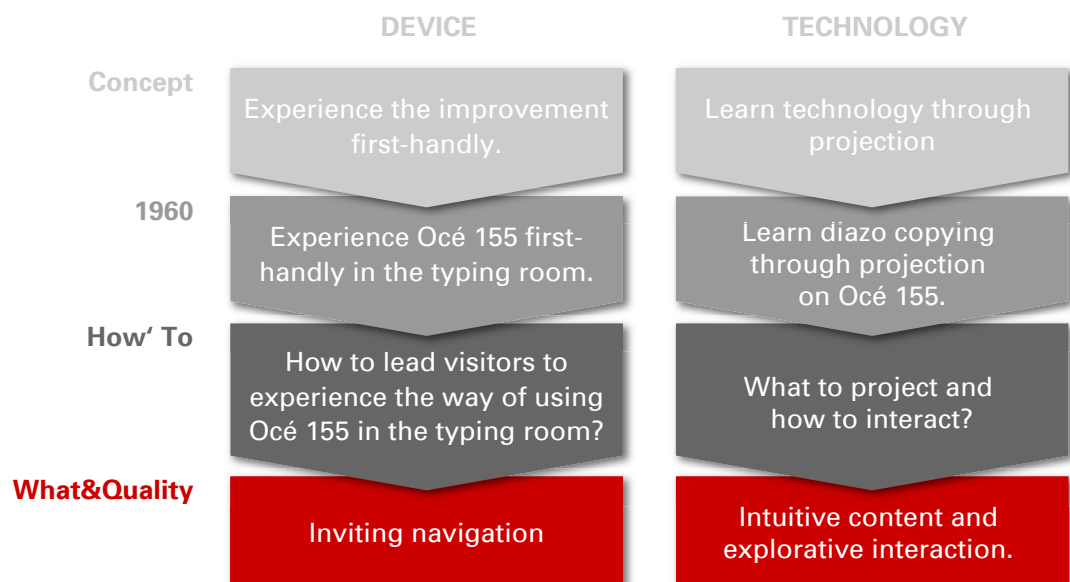 DEVICE
TECHNOLOGY
Concept
Experience the improvement
first-handly.
Learn technology through
projection
1960
Experience Océ 155 first-
handly in the typing room.
Learn diazo copying
through projection
on Océ 155.
How‘ To
How to lead visitors to
experience the way of using
Océ 155 in the typing room?
What to project and
how to interact?
What&Quality
Inviting navigation
Intuitive content and
explorative interaction.